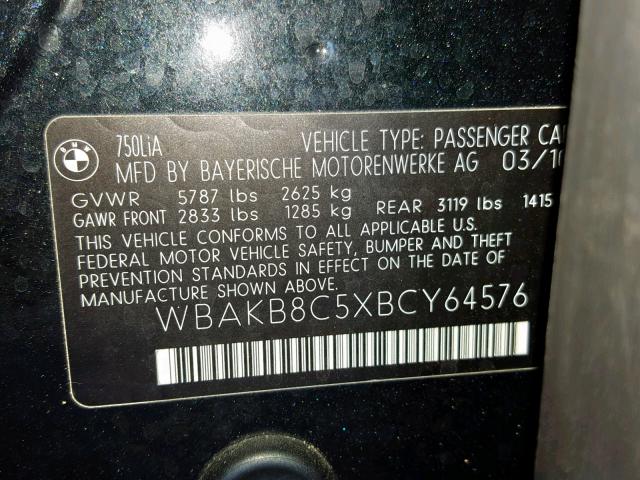 BMW
750LiA VEHICLE TYPE: PASSENGER CA
MFD BY BAYERISCHE MOTORENWERKE AG 03/10
GVWR 5787 lbs 2625 kg
GAWR FRONT 2833 lbs 1285 kg REAR 3119 lbs 1415
THIS VEHICLE CONFORMS TO ALL APPLICABLE U.S.
FEDERAL MOTOR VEHICLE SAFETY, BUMPER AND THEFT
PREVENTION STANDARDS IN EFFECT ON THE DATE OF
MANUFACTURE SHOWN ABOVE.
WBAKB8C5XBCY64576